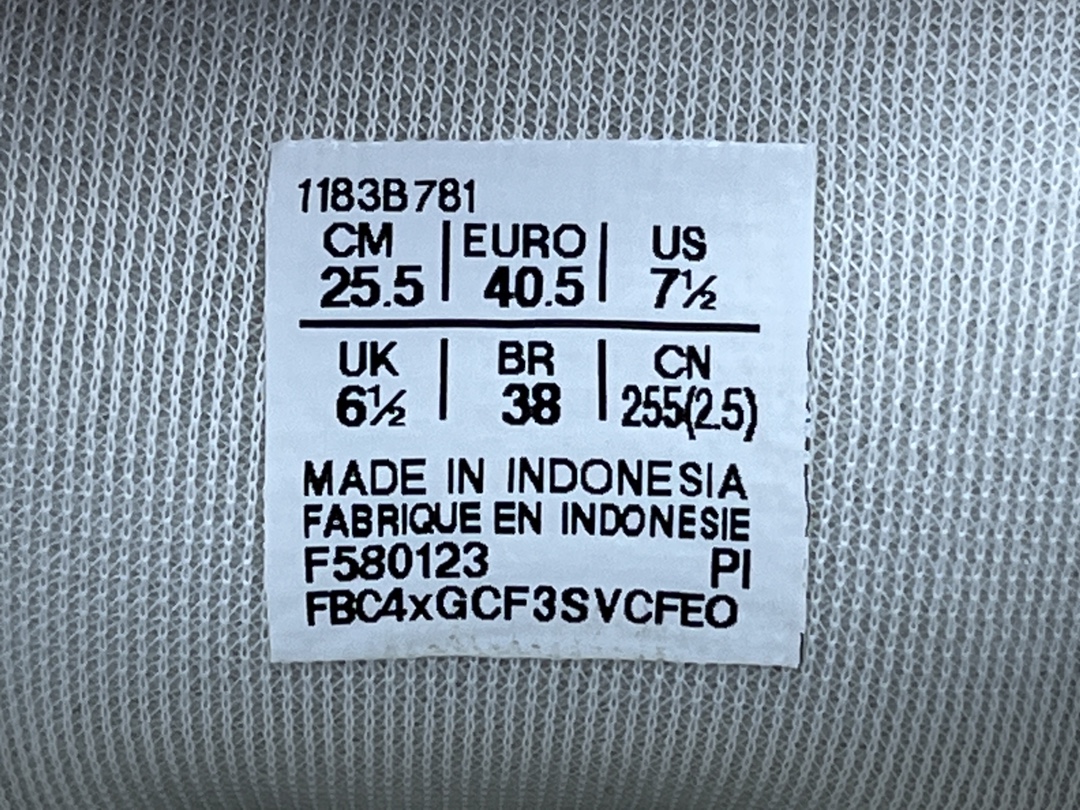 1183B781
CM | EURO | US
25.5 | 40.5 | 7½
UK | BR | CN
6½ | 38 | 255(2.5)
MADE IN INDONESIA
FABRIQUE EN INDONESIE
F580123 PI
FBC4xGCF3SVCFEO